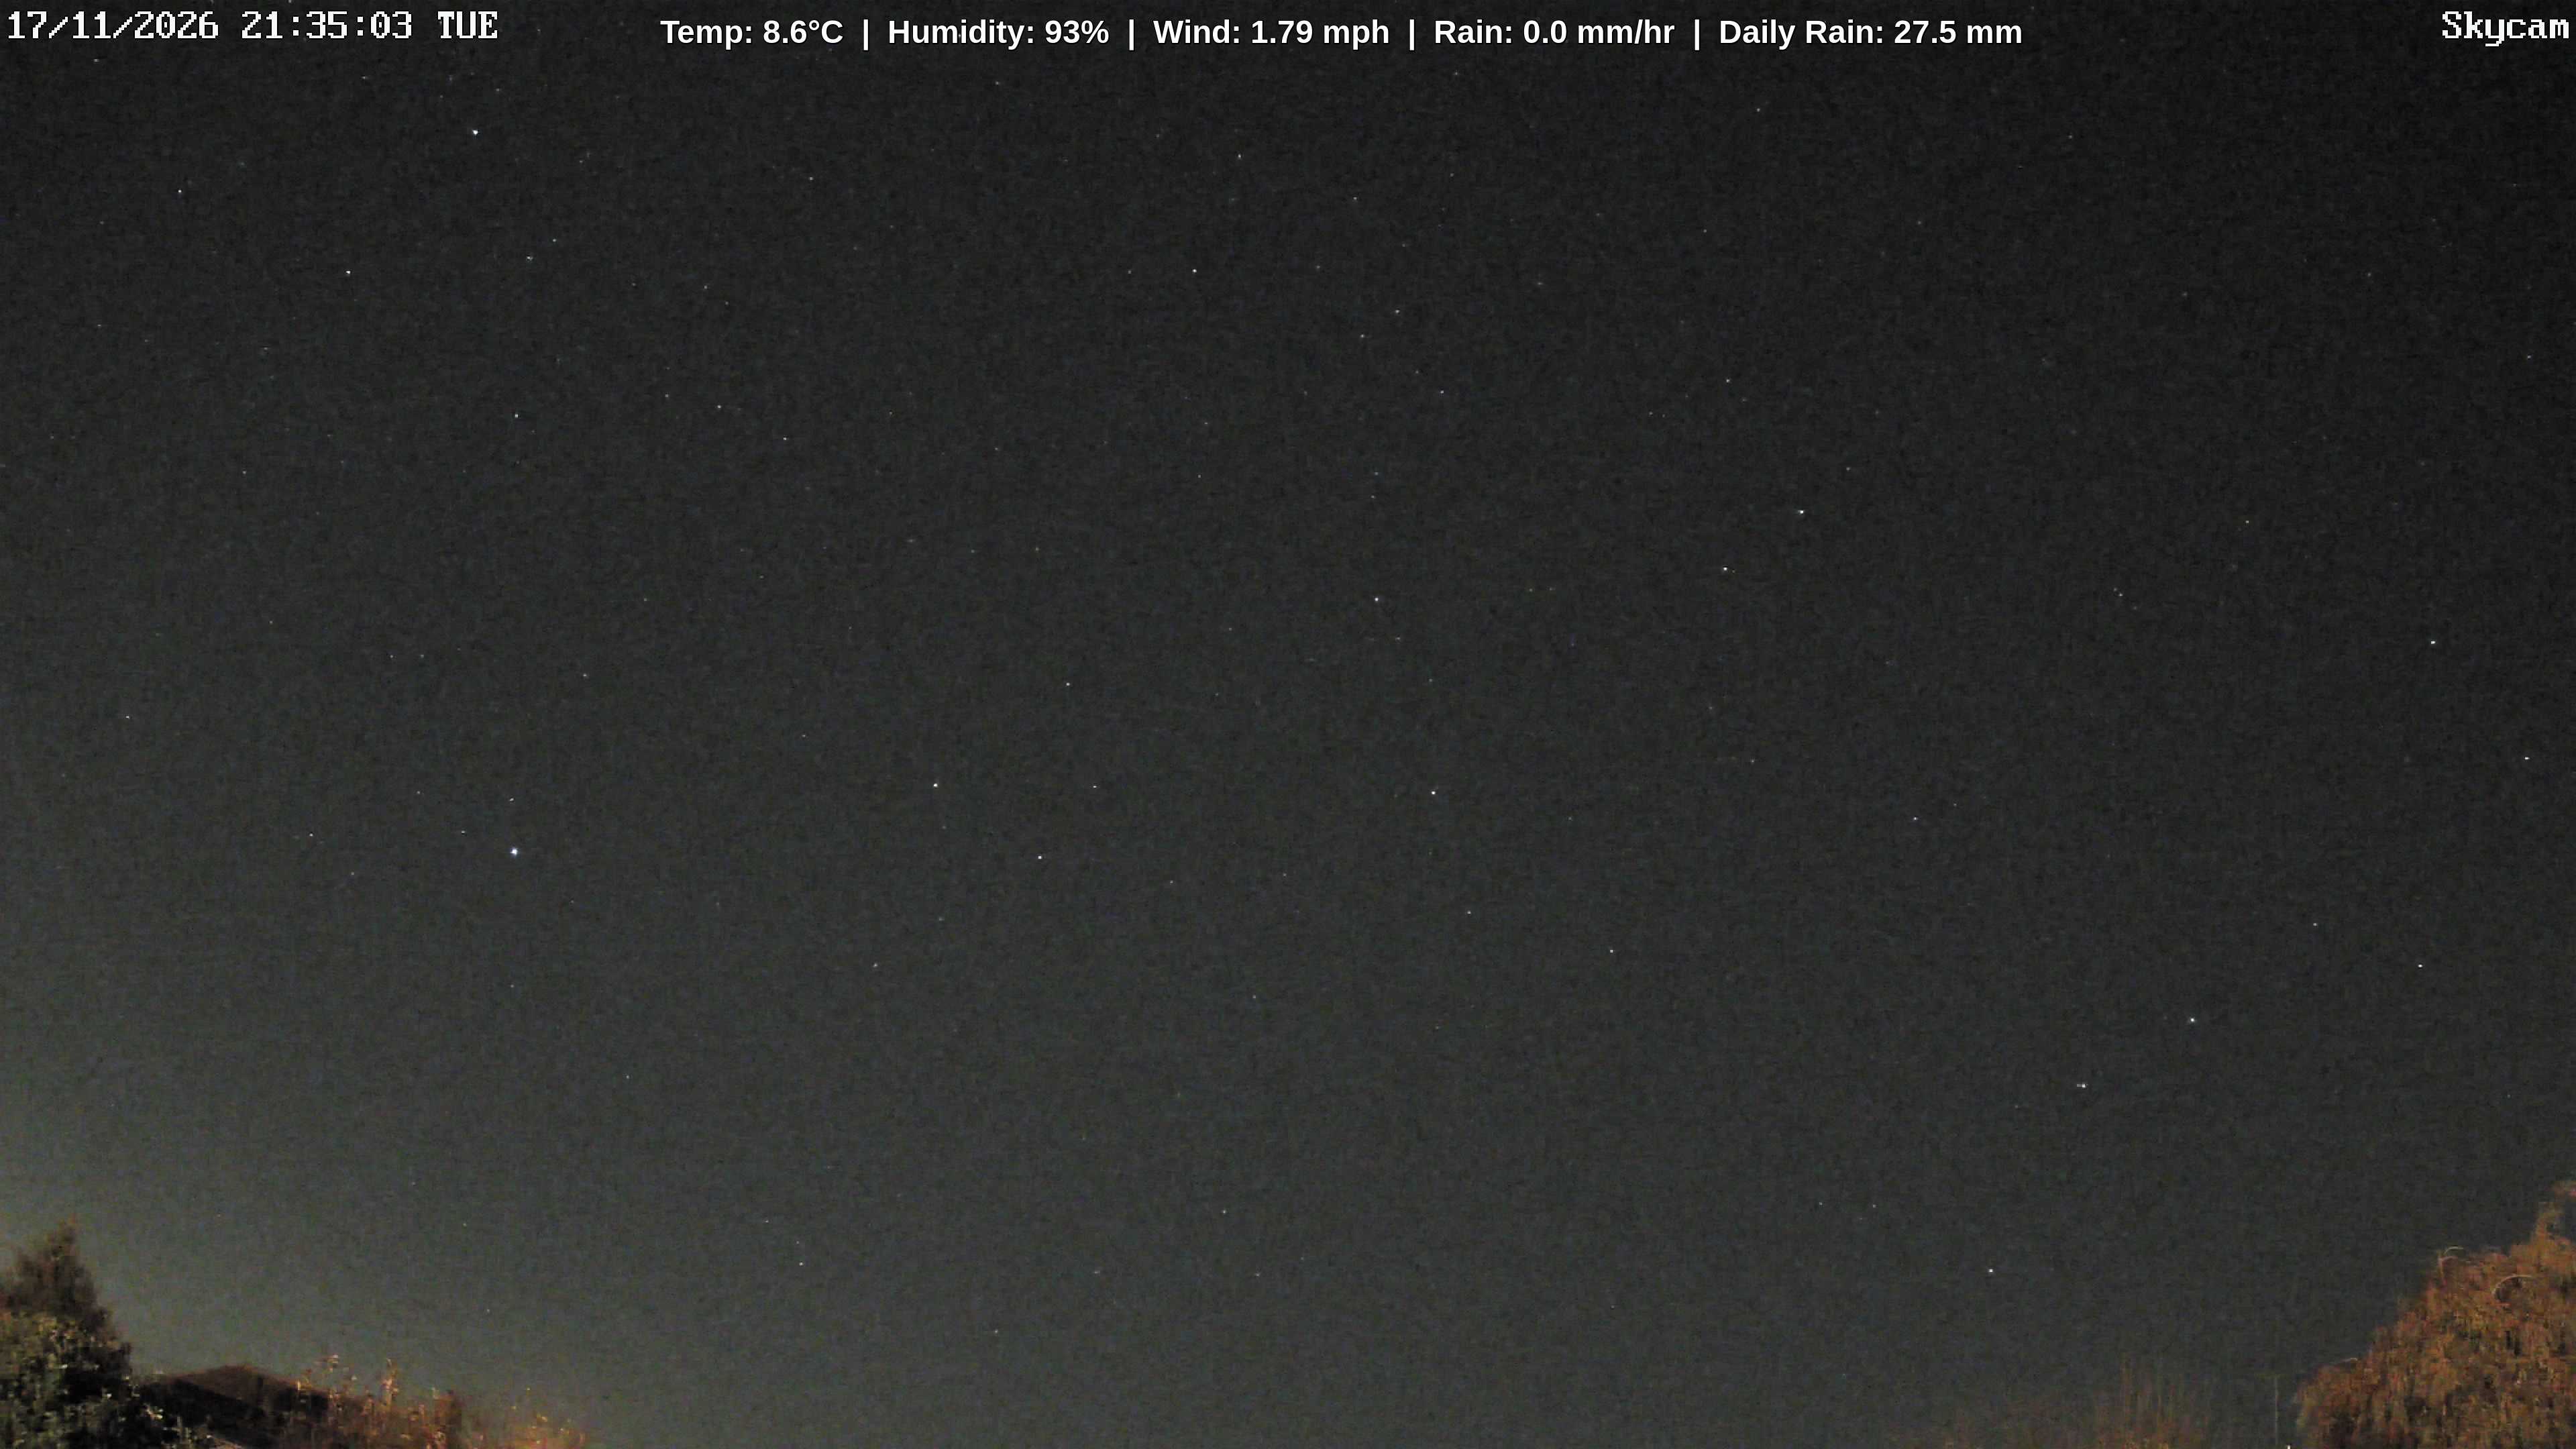 17/11/2026 21:35:03 TUE
Temp: 8.6°C | Humidity: 93% | Wind: 1.79 mph | Rain: 0.0 mm/hr | Daily Rain: 27.5 mm
Skycam